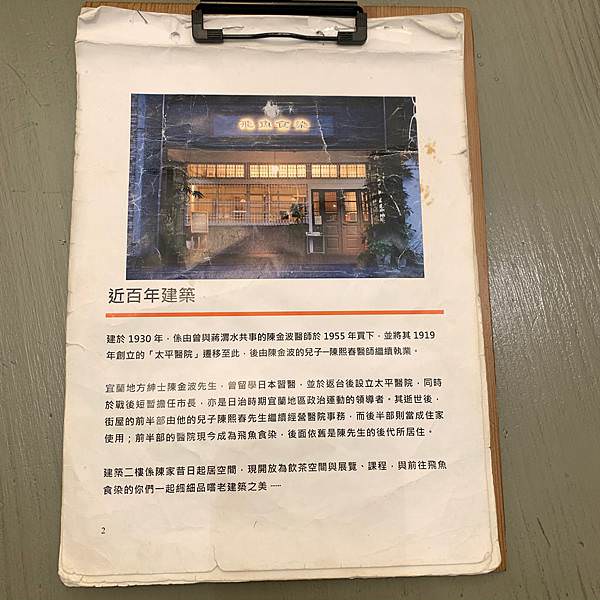 飛魚食染
近百年建築
建於 1930 年，係由曾與蔣渭水共事的陳金波醫師於 1955 年買下，並將其 1919
年創立的「太平醫院」遷移至此，後由陳金波的兒子─陳熙春醫師繼續執業。
宜蘭地方紳士陳金波先生，曾留學日本習醫，並於返台後設立太平醫院，同時
於戰後短暫擔任市長，亦是日治時期宜蘭地區政治運動的領導者。其逝世後，
街屋的前半部由他的兒子陳熙春先生繼續經營醫院事務，而後半部則當成住家
使用；前半部的醫院現今成為飛魚食染，後面依舊是陳先生的後代所居住。
建築二樓係陳家昔日起居空間，現開放為飲茶空間與展覽、課程，與前往飛魚
食染的你們一起細細品嚐老建築之美 ·····
2